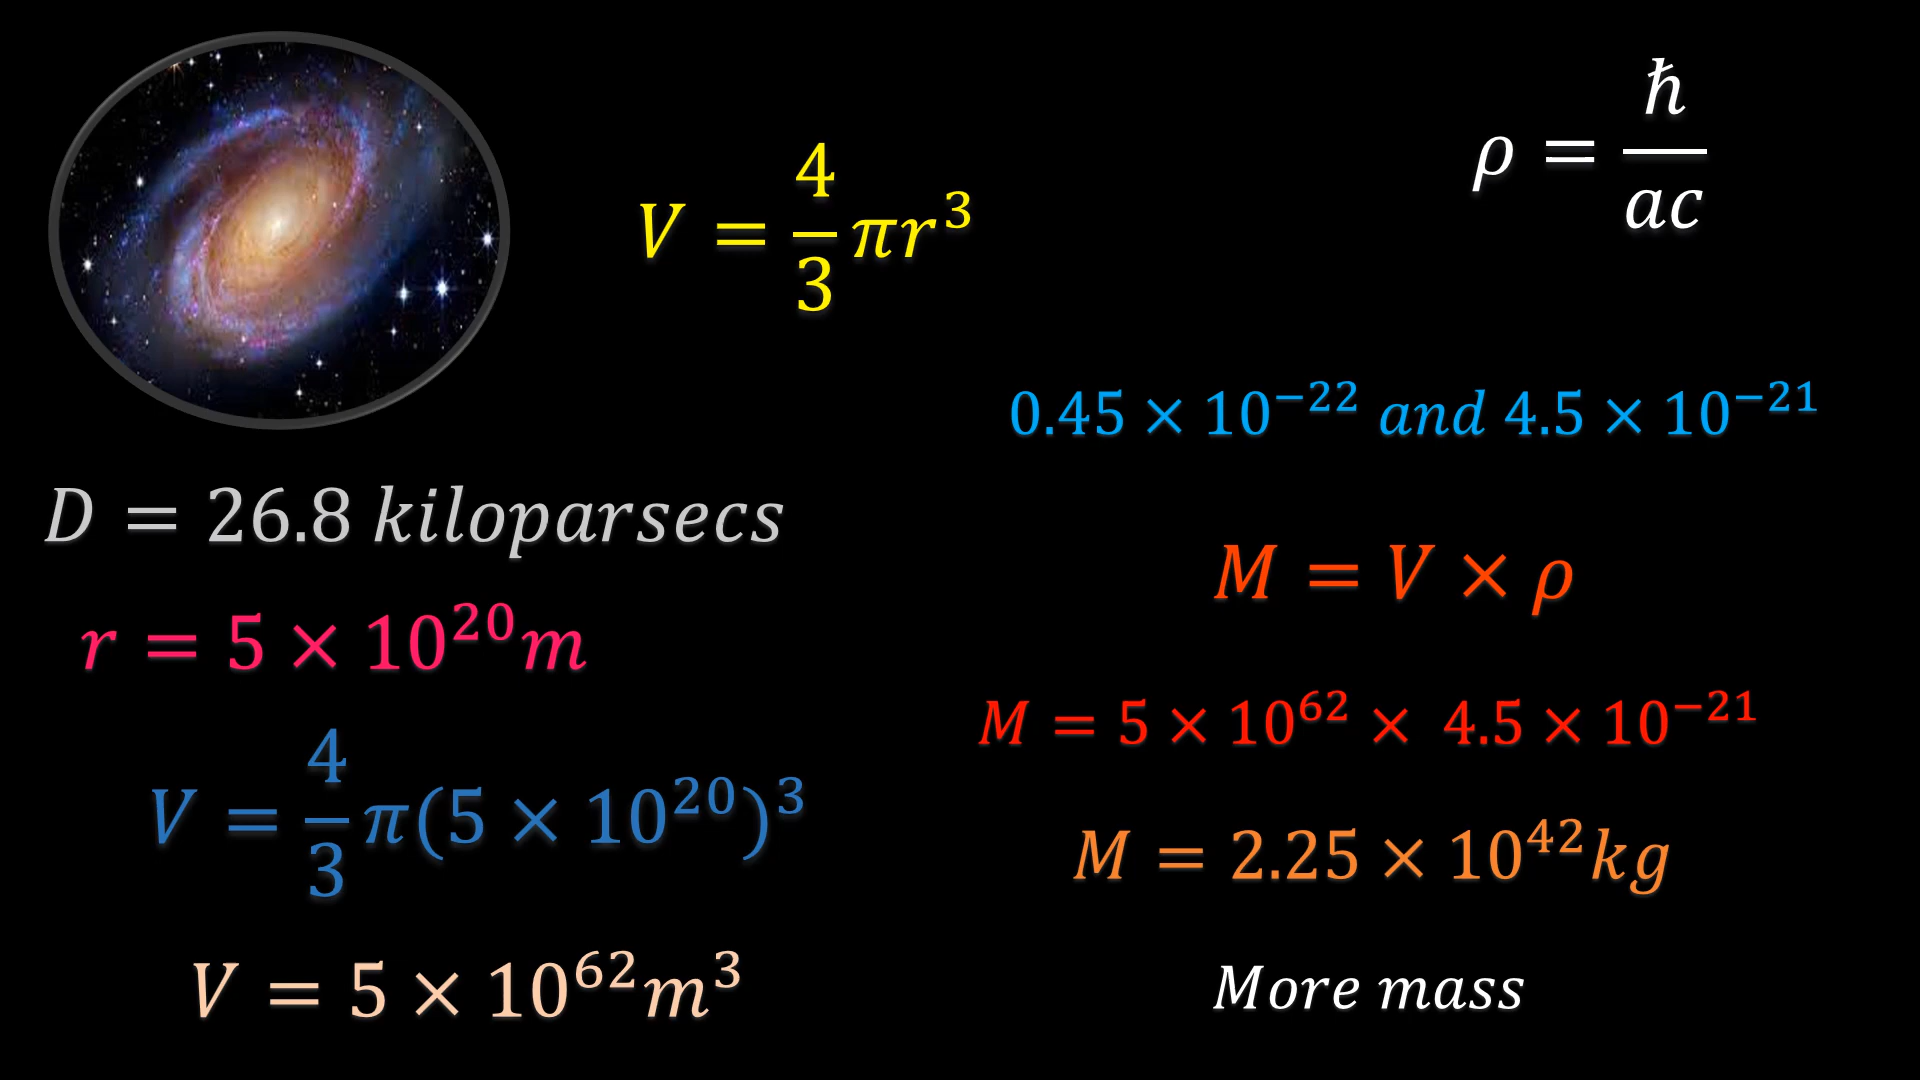 V = 4/3 πr³
ρ = ℏ/ac
D = 26.8 kiloparsecs
r = 5 × 10²⁰m
V = 4/3 π(5 × 10²⁰)³
V = 5 × 10⁶²m³
0.45 × 10⁻²² and 4.5 × 10⁻²¹
M = V × ρ
M = 5 × 10⁶² × 4.5 × 10⁻²¹
M = 2.25 × 10⁴²kg
More mass